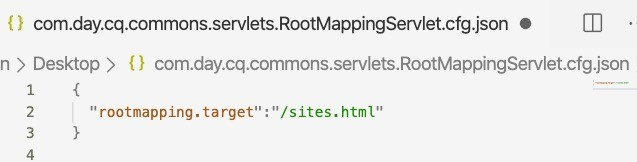 {} com.day.cq.commons.servlets.RootMappingServlet.cfg.json ●
n > Desktop > {} com.day.cq.commons.servlets.RootMappingServlet.cfg.json
1 {
2 "rootmapping.target":"/sites.html"
3 }
4